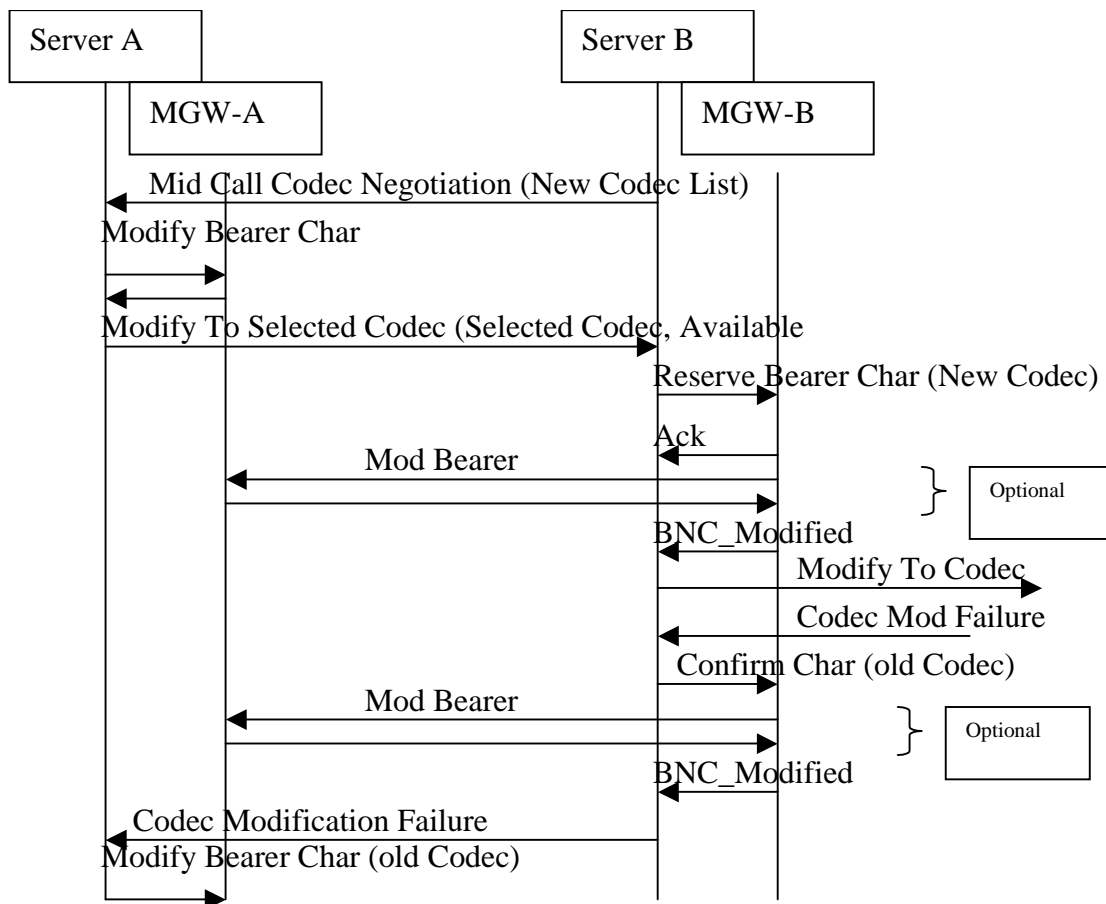 Server A
Server B
MGW-A
MGW-B
Mid Call Codec Negotiation (New Codec List)
Modify Bearer Char
Modify To Selected Codec (Selected Codec, Available
Reserve Bearer Char (New Codec)
Ack
Mod Bearer
Optional
BNC_Modified
Modify To Codec
Codec Mod Failure
Confirm Char (old Codec)
Mod Bearer
Optional
BNC_Modified
Codec Modification Failure
Modify Bearer Char (old Codec)